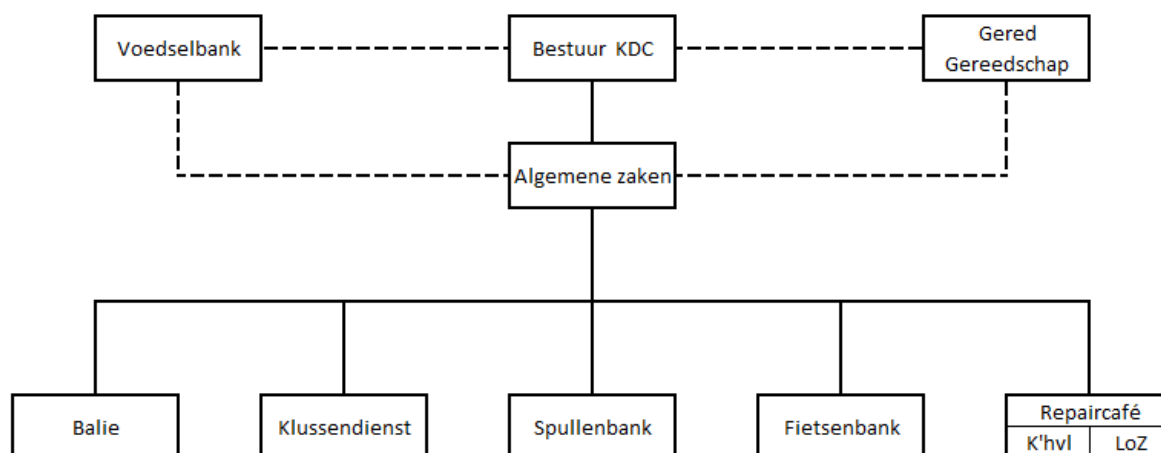 Voedselbank
Bestuur KDC
Gered
Gereedschap
Algemene zaken
Balie
Klussendienst
Spullenbank
Fietsenbank
Repaircafé
K'hvl
LoZ